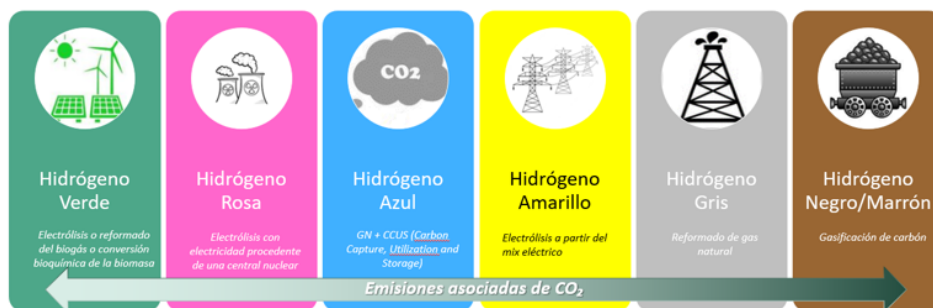 CO2
Hidrógeno
Verde
Electrólisis o reformado
del biogás o conversión
bioquímica de la biomasa
Hidrógeno
Rosa
Electrólisis con
electricidad procedente
de una central nuclear
Hidrógeno
Azul
GN + CCUS (Carbon
Capture, Utilization and
Storage)
Hidrógeno
Amarillo
Electrólisis a partir del
mix eléctrico
Hidrógeno
Gris
Reformado de gas
natural
Hidrógeno
Negro/Marrón
Gasificación de carbón
Emisiones asociadas de CO₂